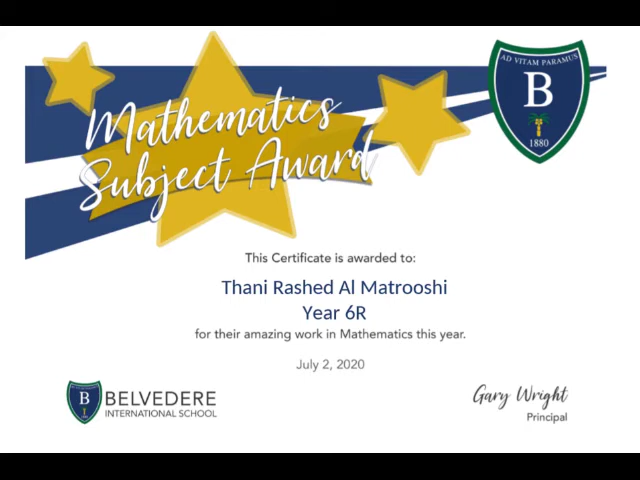 Mathematics
Subject Award
AD VITAM PARAMUS
B
1880
This Certificate is awarded to:
Thani Rashed Al Matrooshi
Year 6R
for their amazing work in Mathematics this year.
July 2, 2020
B
BELVEDERE
INTERNATIONAL SCHOOL
Gary Wright
Principal